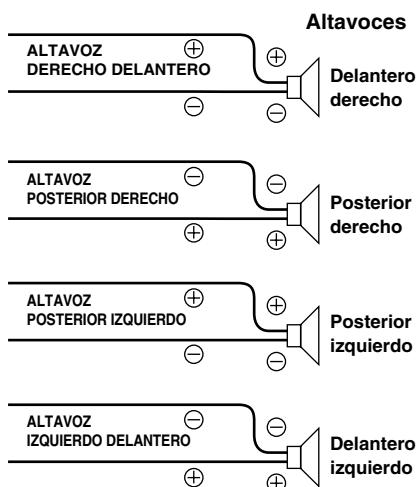 Altavoces
ALTAVOZ
DERECHO DELANTERO
⊕
⊖
⊕
⊖
Delantero
derecho
ALTAVOZ
POSTERIOR DERECHO
⊖
⊕
⊖
⊕
Posterior
derecho
ALTAVOZ
POSTERIOR IZQUIERDO
⊕
⊖
⊕
⊖
Posterior
izquierdo
ALTAVOZ
IZQUIERDO DELANTERO
⊖
⊕
⊖
⊕
Delantero
izquierdo